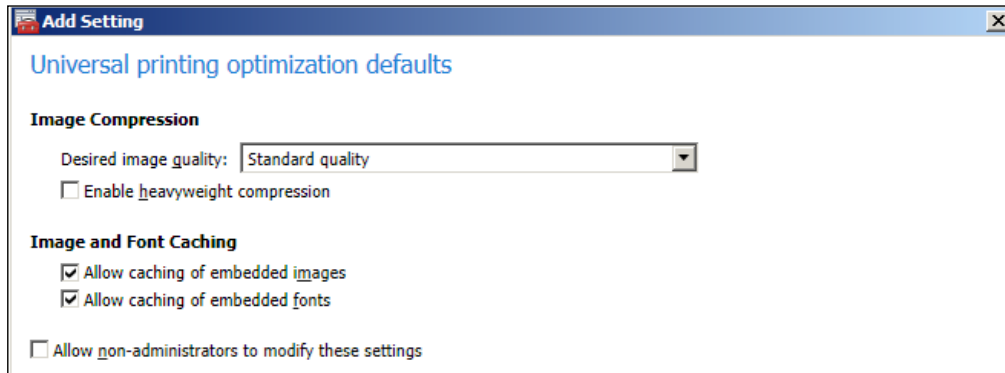 Add Setting
Universal printing optimization defaults
Image Compression
Desired image quality: Standard quality
Enable heavyweight compression
Image and Font Caching
Allow caching of embedded images
Allow caching of embedded fonts
Allow non-administrators to modify these settings